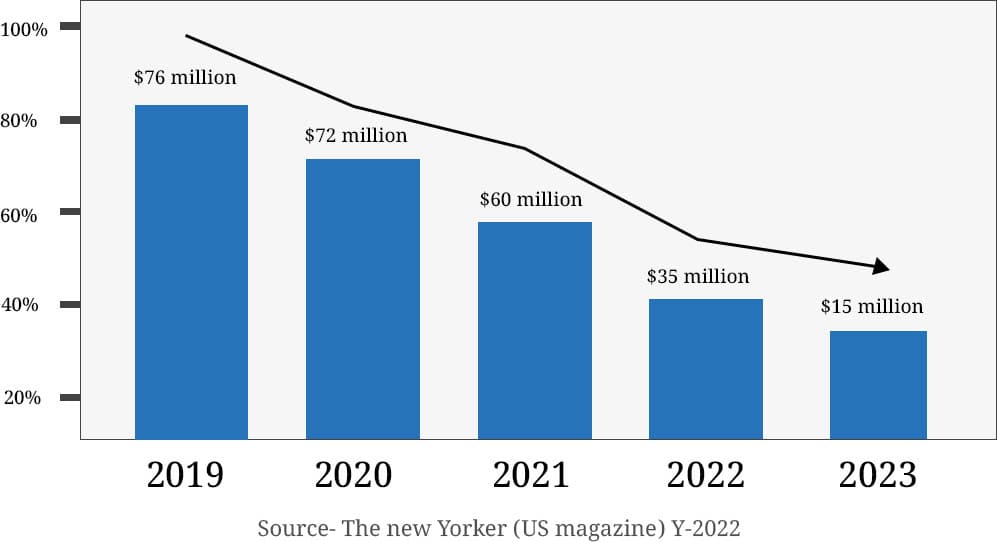 100%
$76 million
80%
$72 million
60%
$60 million
40%
$35 million
$15 million
20%
2019 2020 2021 2022 2023
Source- The new Yorker (US magazine) Y-2022